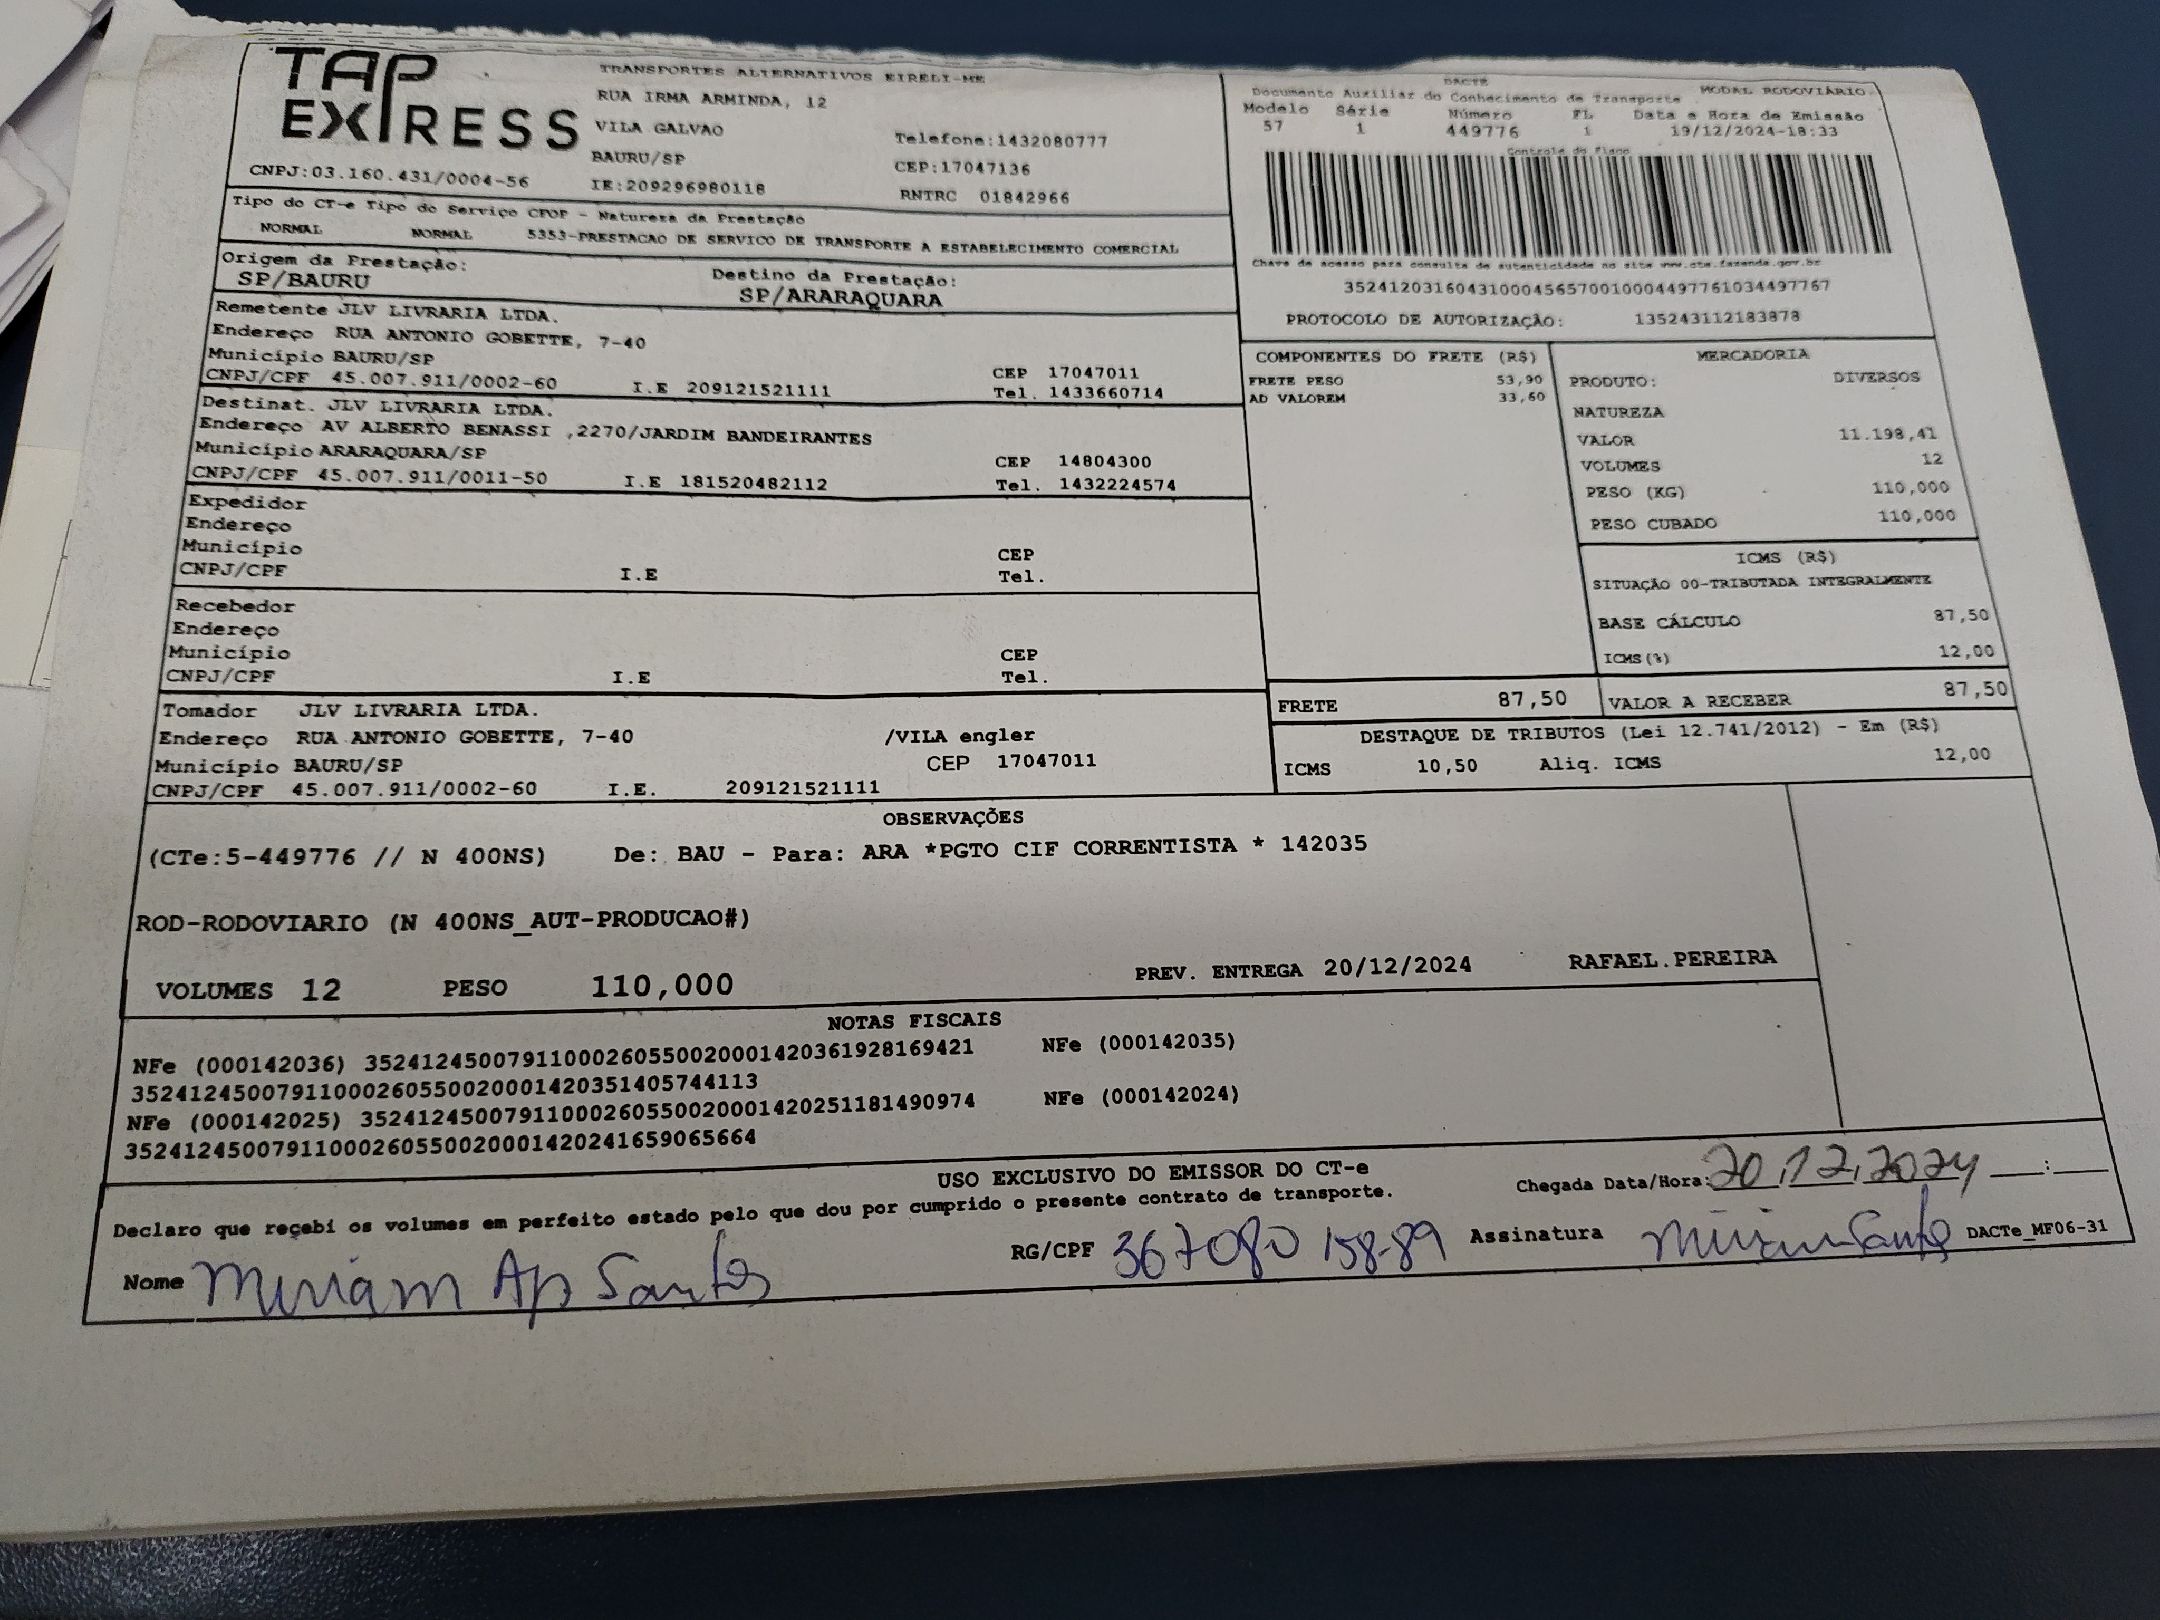 TAP EXPRESS
TRANSPORTES ALTERNATIVOS EIRELI-ME
RUA IRMA ARMINDA, 12
VILA GALVAO
Telefone:1432080777
BAURU/SP
CEP:17047136
CNPJ:03.160.431/0004-56
IE:209296980118
RNTRC 01842966
DACTE
MODAL RODOVIÁRIO
Documento Auxiliar do Conhecimento de Transporte
Modelo Série Número FL Data e Hora de Emissão
57 1 449776 1 19/12/2024-18:33
Controle do Fisco
Chave de acesso para consulta de autenticidade no site www.cte.fazenda.gov.br
35241203160431000456570010004497761034497767
PROTOCOLO DE AUTORIZAÇÃO: 135243112183878
Tipo do CT-e Tipo do Serviço CFOP - Natureza da Prestação
NORMAL NORMAL 5353-PRESTACAO DE SERVICO DE TRANSPORTE A ESTABELECIMENTO COMERCIAL
Origem da Prestação: Destino da Prestação:
SP/BAURU SP/ARARAQUARA
Remetente JLV LIVRARIA LTDA.
Endereço RUA ANTONIO GOBETTE, 7-40
Município BAURU/SP CEP 17047011
CNPJ/CPF 45.007.911/0002-60 I.E 209121521111 Tel. 1433660714
Destinat. JLV LIVRARIA LTDA.
Endereço AV ALBERTO BENASSI ,2270/JARDIM BANDEIRANTES
Município ARARAQUARA/SP CEP 14804300
CNPJ/CPF 45.007.911/0011-50 I.E 181520482112 Tel. 1432224574
Expedidor
Endereço
Município CEP
CNPJ/CPF I.E Tel.
Recebedor
Endereço
Município CEP
CNPJ/CPF I.E Tel.
Tomador JLV LIVRARIA LTDA.
Endereço RUA ANTONIO GOBETTE, 7-40 /VILA engler
Município BAURU/SP CEP 17047011
CNPJ/CPF 45.007.911/0002-60 I.E. 209121521111
COMPONENTES DO FRETE (R$)
FRETE PESO 53,90
AD VALOREM 33,60
MERCADORIA
PRODUTO: DIVERSOS
NATUREZA
VALOR 11.198,41
VOLUMES 12
PESO (KG) 110,000
PESO CUBADO 110,000
ICMS (R$)
SITUAÇÃO 00-TRIBUTADA INTEGRALMENTE
BASE CÁLCULO 87,50
ICMS(%) 12,00
FRETE 87,50 VALOR A RECEBER 87,50
DESTAQUE DE TRIBUTOS (Lei 12.741/2012) - Em (R$)
ICMS 10,50 Aliq. ICMS 12,00
OBSERVAÇÕES
(CTe:5-449776 // N 400NS) De: BAU - Para: ARA *PGTO CIF CORRENTISTA * 142035
ROD-RODOVIARIO (N 400NS_AUT-PRODUCAO#)
VOLUMES 12 PESO 110,000 PREV. ENTREGA 20/12/2024 RAFAEL.PEREIRA
NOTAS FISCAIS
NFe (000142036) 35241245007911000260550020001420361928169421 NFe (000142035)
35241245007911000260550020001420351405744113
NFe (000142025) 35241245007911000260550020001420251181490974 NFe (000142024)
35241245007911000260550020001420241659065664
USO EXCLUSIVO DO EMISSOR DO CT-e
Declaro que reçebi os volumes em perfeito estado pelo que dou por cumprido o presente contrato de transporte.
Chegada Data/Hora: 20.12.2024 ___:___
Nome Miriam Ap Santos RG/CPF 367080158-89 Assinatura Miriam Santos DACTe_MF06-31